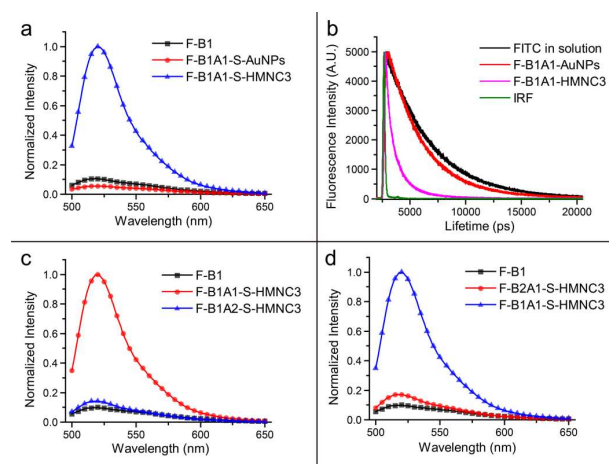 a
F-B1
F-B1A1-S-AuNPs
F-B1A1-S-HMNC3
Normalized Intensity
1.0
0.8
0.6
0.4
0.2
0.0
500 550 600 650
Wavelength (nm)
b
FITC in solution
F-B1A1-AuNPs
F-B1A1-HMNC3
IRF
Fluorescence Intensity (A.U.)
5000
4000
3000
2000
1000
0
5000 10000 15000 20000
Lifetime (ps)
c
F-B1
F-B1A1-S-HMNC3
F-B1A2-S-HMNC3
Normalized Intensity
1.0
0.8
0.6
0.4
0.2
0.0
500 550 600 650
Wavelength (nm)
d
F-B1
F-B2A1-S-HMNC3
F-B1A1-S-HMNC3
Normalized Intensity
1.0
0.8
0.6
0.4
0.2
0.0
500 550 600 650
Wavelength (nm)